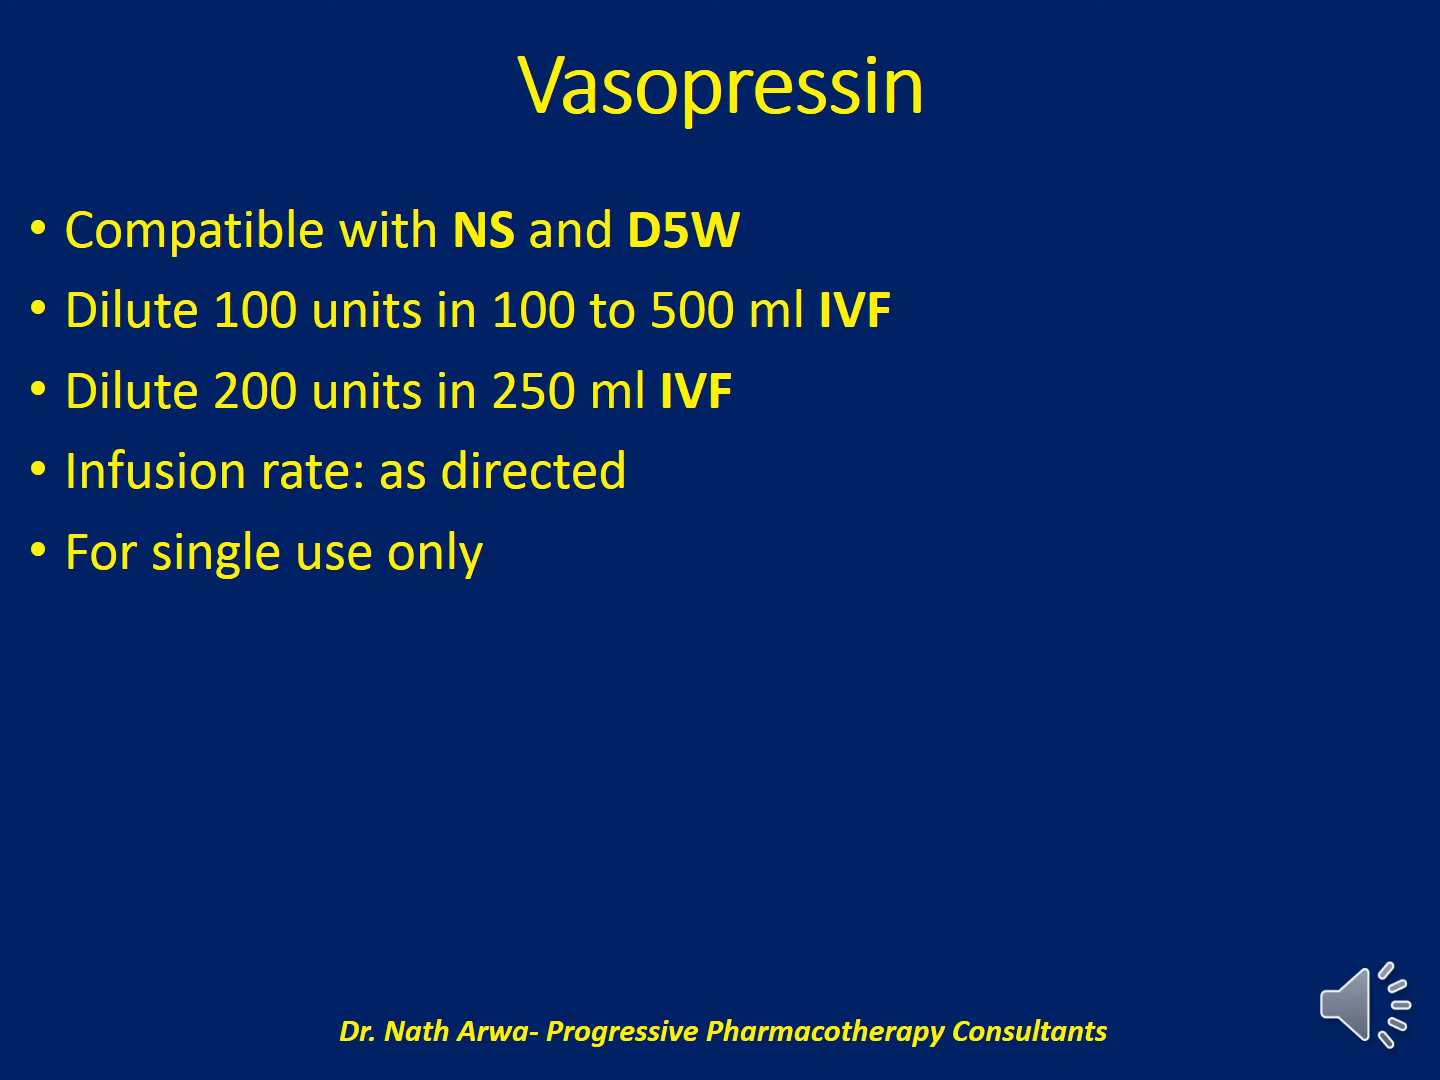 Vasopressin
• Compatible with NS and D5W
• Dilute 100 units in 100 to 500 ml IVF
• Dilute 200 units in 250 ml IVF
• Infusion rate: as directed
• For single use only
Dr. Nath Arwa- Progressive Pharmacotherapy Consultants